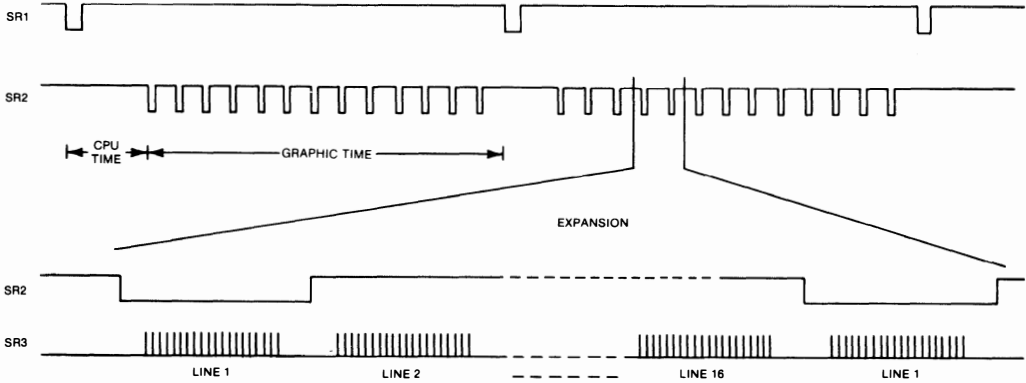 SR1
SR2
CPU
TIME
GRAPHIC TIME
EXPANSION
SR2
SR3
LINE 1
LINE 2
LINE 16
LINE 1